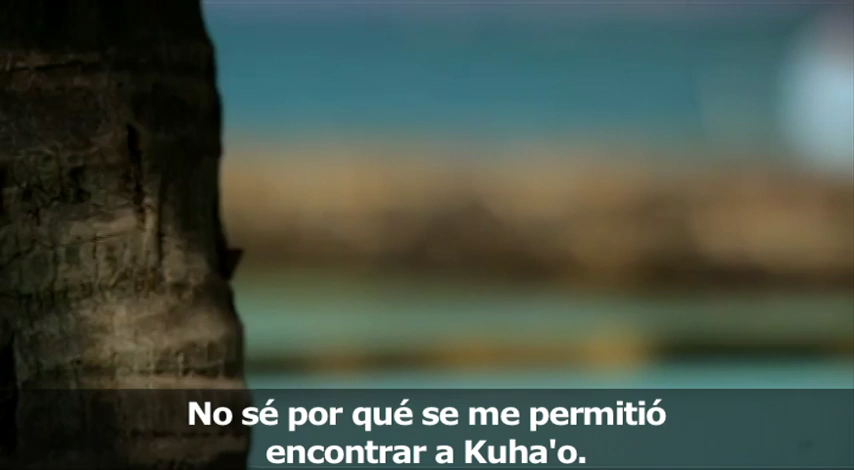 No sé por qué se me permitió
encontrar a Kuha'o.